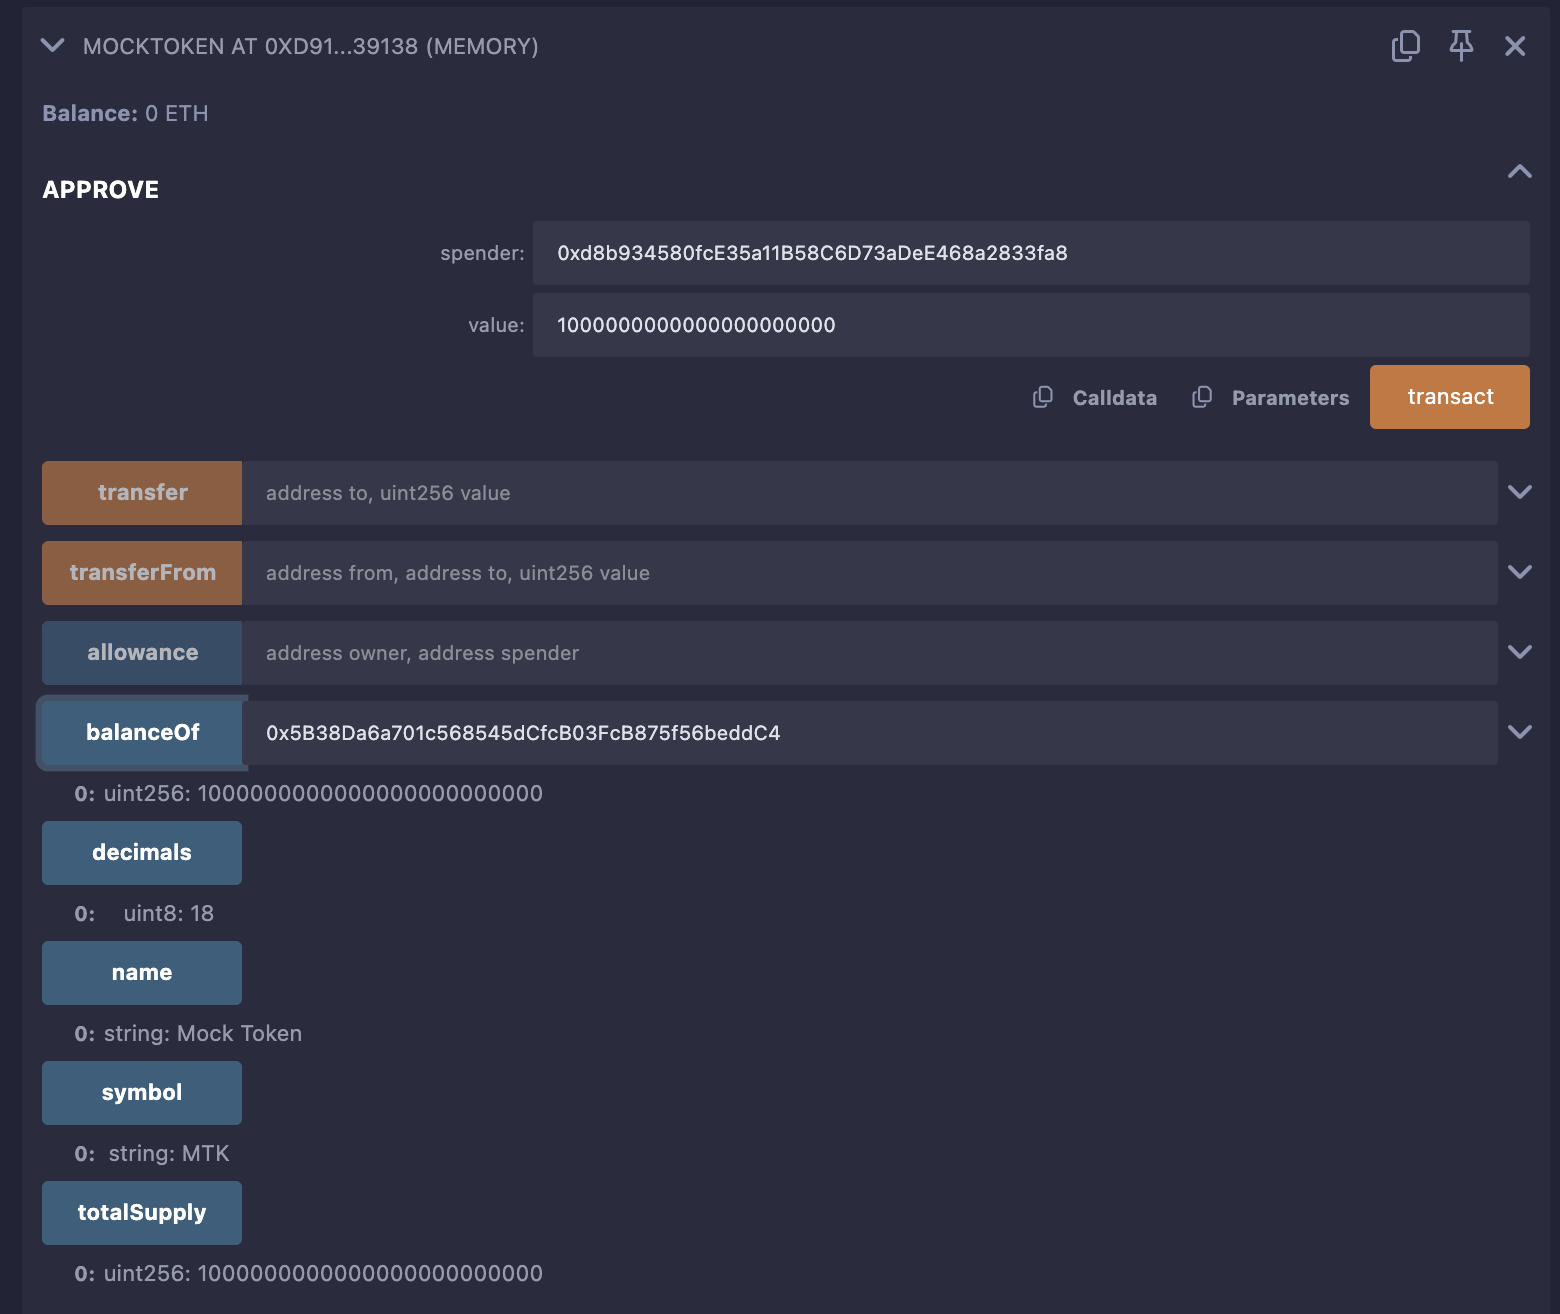 MOCKTOKEN AT 0XD91...39138 (MEMORY)
Balance: 0 ETH
APPROVE
spender: 0xd8b934580fcE35a11B58C6D73aDeE468a2833fa8
value: 1000000000000000000000
Calldata Parameters transact
transfer address to, uint256 value
transferFrom address from, address to, uint256 value
allowance address owner, address spender
balanceOf 0x5B38Da6a701c568545dCfcB03FcB875f56beddC4
0: uint256: 1000000000000000000000000
decimals
0: uint8: 18
name
0: string: Mock Token
symbol
0: string: MTK
totalSupply
0: uint256: 1000000000000000000000000